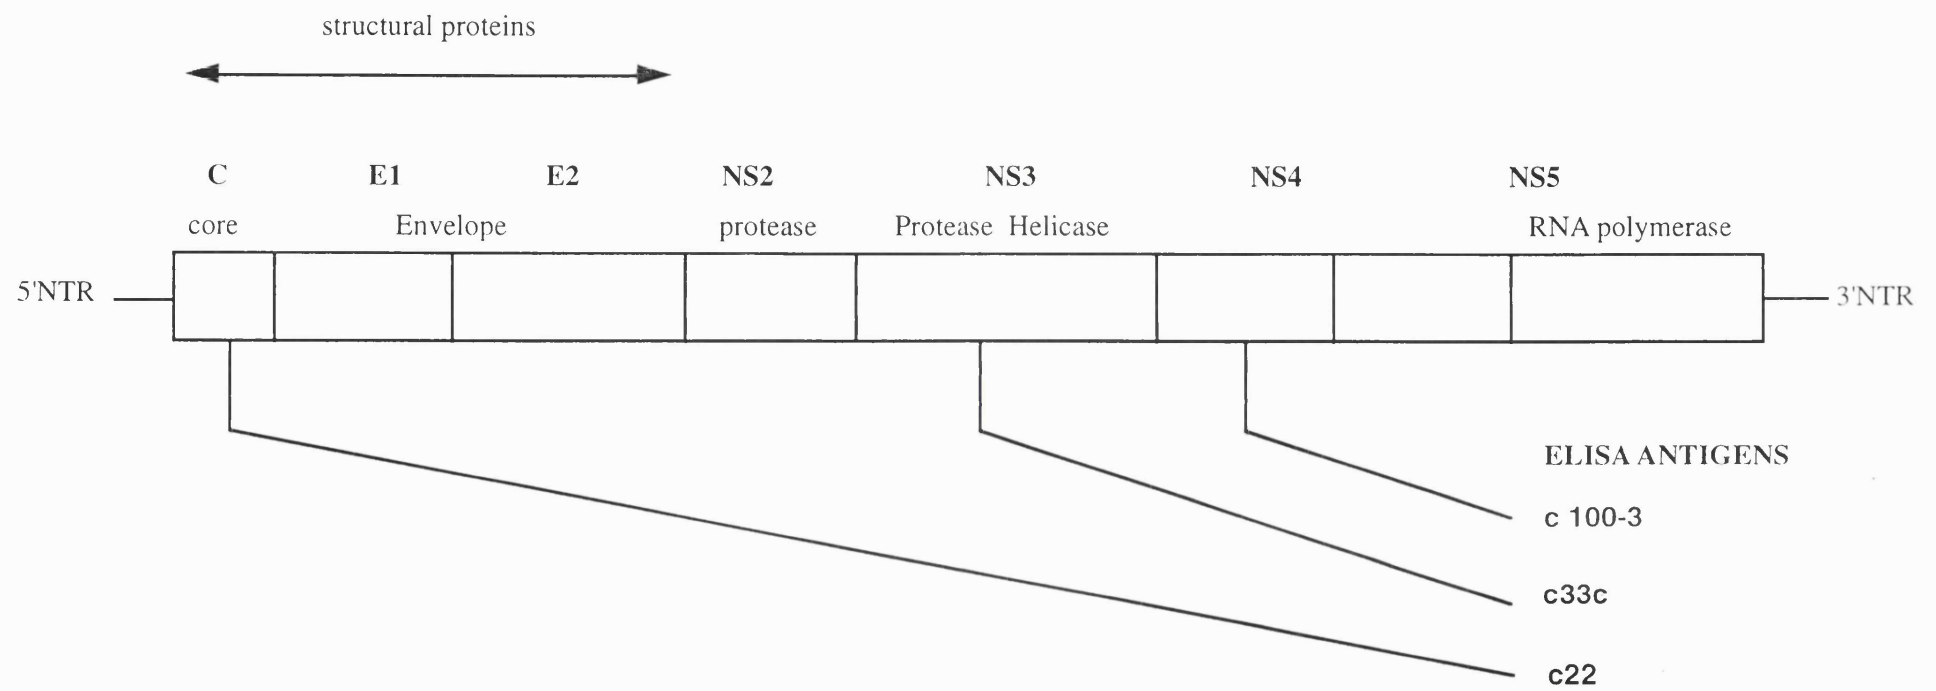 structural proteins
C E1 E2 NS2 NS3 NS4 NS5
core Envelope protease Protease Helicase RNA polymerase
5'NTR 3'NTR
ELISA ANTIGENS
c 100-3
c33c
c22